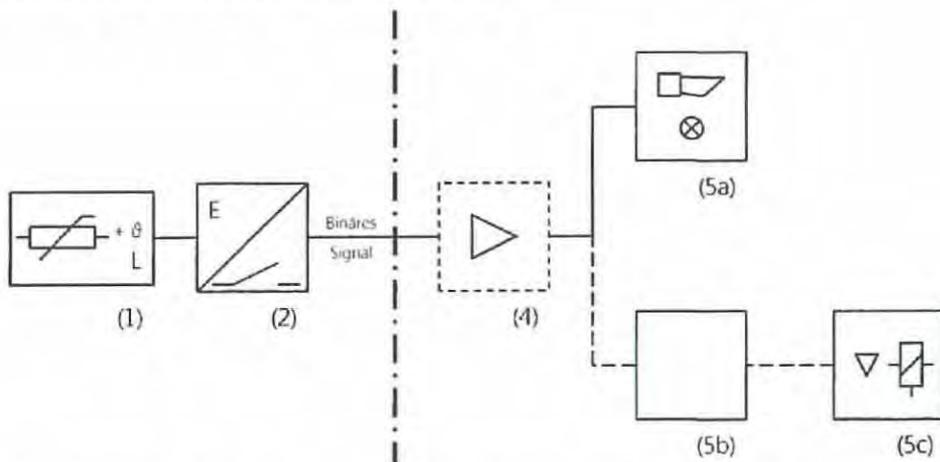 (5a)
+ ϑ
L
(1)
E
(2)
Binäres
Signal
(4)
(5b)
(5c)